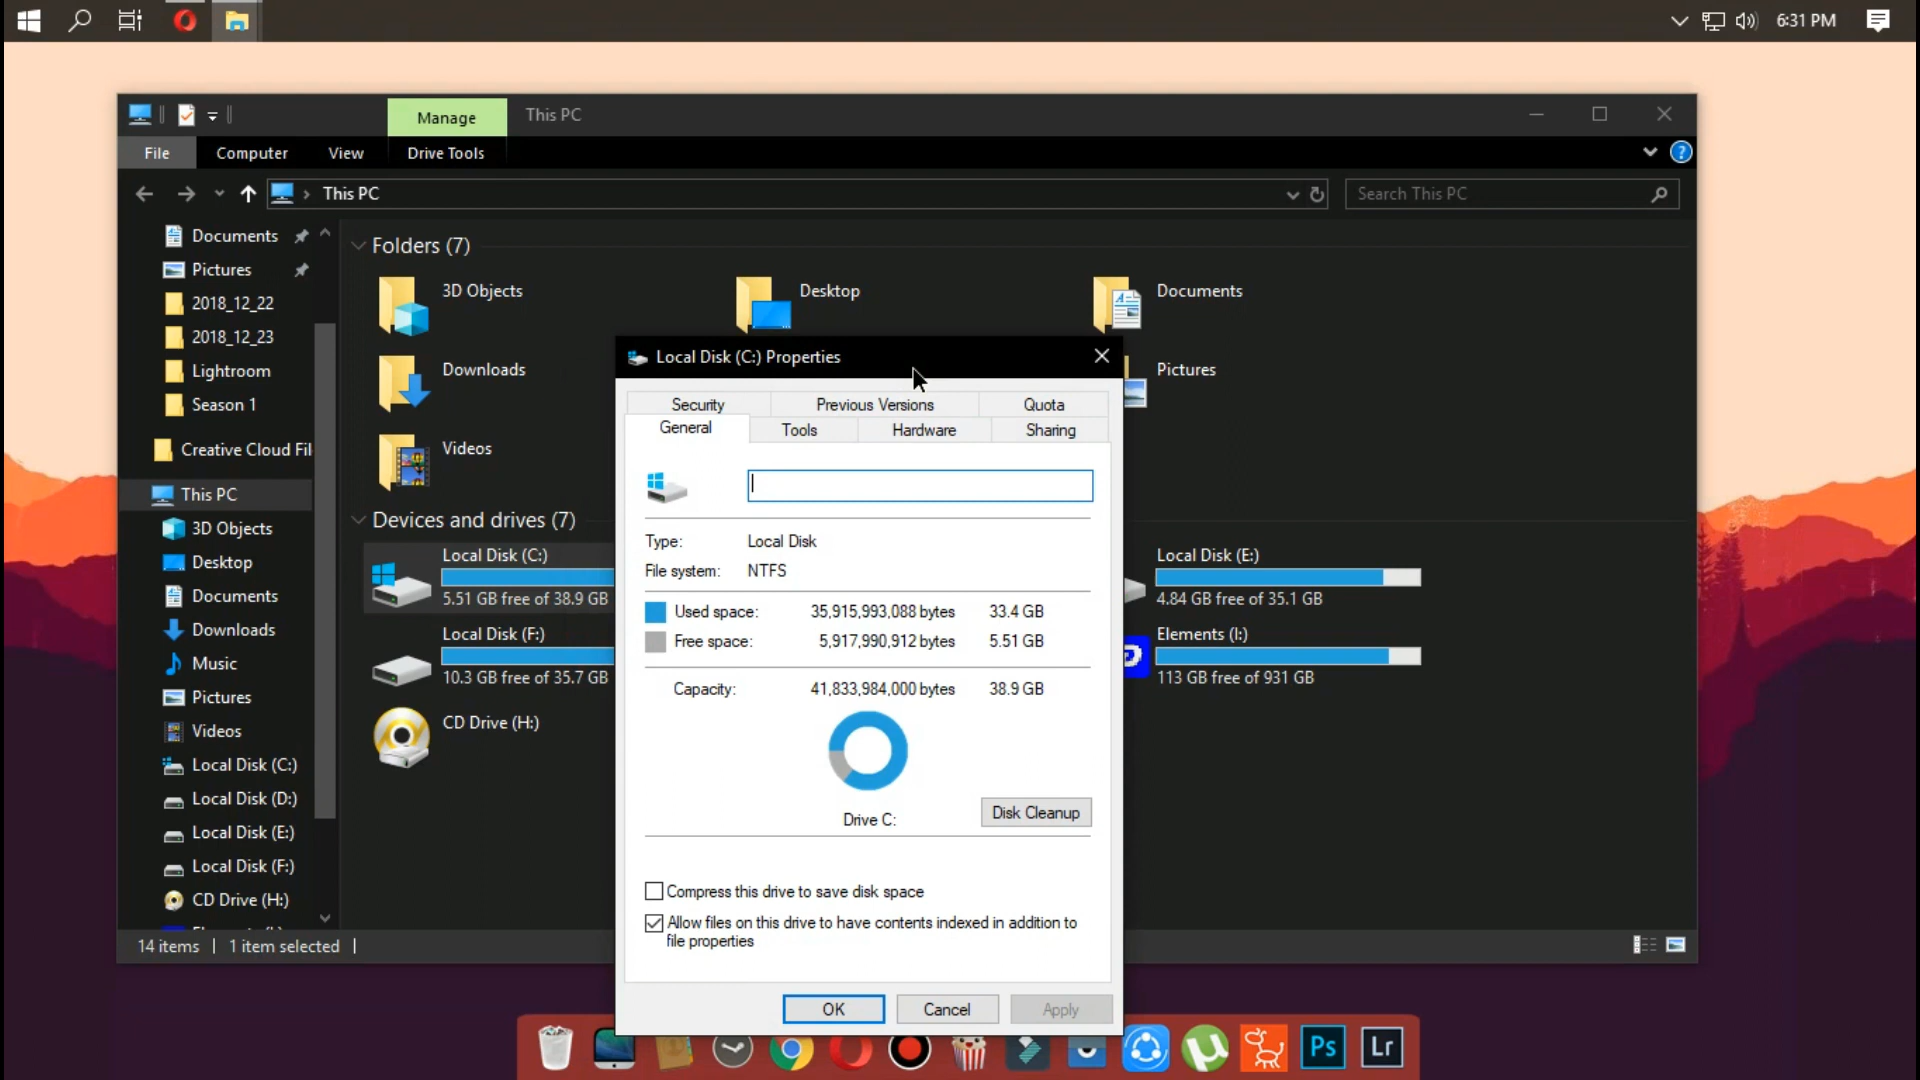 6:31 PM
Manage
This PC
File
Computer
View
Drive Tools
?
This PC
Search This PC
Documents
Pictures
2018_12_22
2018_12_23
Lightroom
Season 1
Creative Cloud Fil
This PC
3D Objects
Desktop
Documents
Downloads
Music
Pictures
Videos
Local Disk (C:)
Local Disk (D:)
Local Disk (E:)
Local Disk (F:)
CD Drive (H:)
Folders (7)
3D Objects
Desktop
Documents
Downloads
Pictures
Videos
Devices and drives (7)
Local Disk (C:)
5.51 GB free of 38.9 GB
Local Disk (E:)
4.84 GB free of 35.1 GB
Local Disk (F:)
10.3 GB free of 35.7 GB
Elements (I:)
113 GB free of 931 GB
CD Drive (H:)
14 items
1 item selected
Local Disk (C:) Properties
Security
Previous Versions
Quota
General
Tools
Hardware
Sharing
Type: Local Disk
File system: NTFS
Used space: 35,915,993,088 bytes 33.4 GB
Free space: 5,917,990,912 bytes 5.51 GB
Capacity: 41,833,984,000 bytes 38.9 GB
Drive C:
Disk Cleanup
Compress this drive to save disk space
Allow files on this drive to have contents indexed in addition to
file properties
OK
Cancel
Apply
Ps
Lr